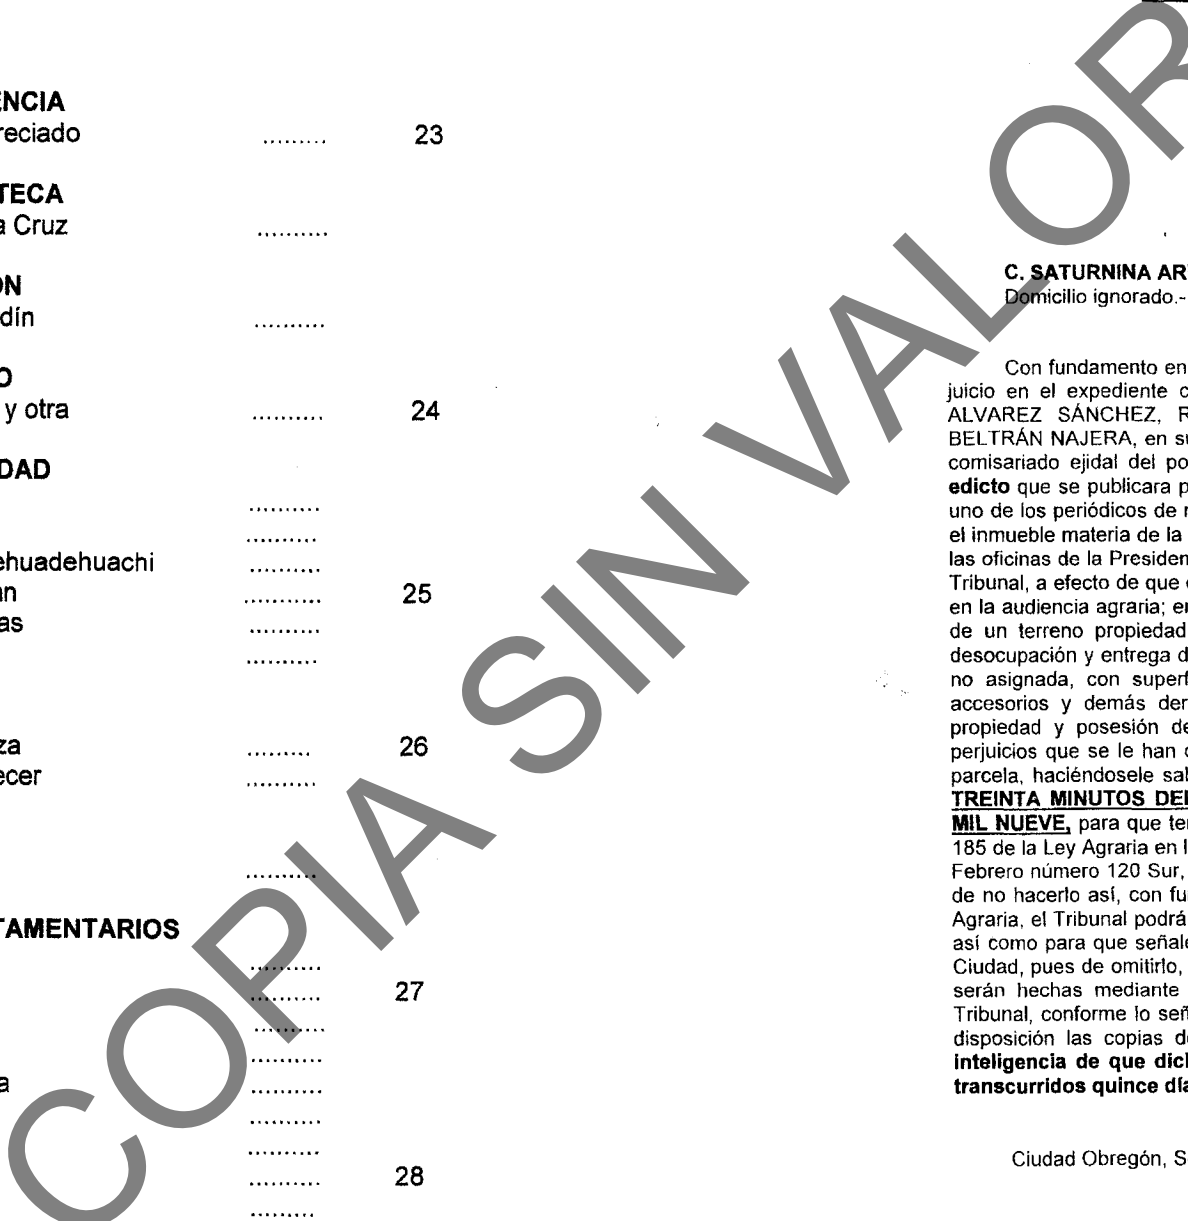 ENCIA
reciado ......... 23
TECA
a Cruz ..........
ÓN
dín ..........
O
y otra .......... 24
DAD
..........
..........
ehuadehuachi ..........
an ........... 25
as ..........
..........
za ......... 26
ecer ..........
..........
TAMENTARIOS
..........
.......... 27
..........
..........
a ..........
..........
..........
.......... 28
.........
COPIA SIN VALOR
C. SATURNINA AR
Domicilio ignorado.-
Con fundamento en
juicio en el expediente c
ALVAREZ SÁNCHEZ, R
BELTRÁN NAJERA, en su
comisariado ejidal del po
edicto que se publicara p
uno de los periódicos de
el inmueble materia de la
las oficinas de la Presiden
Tribunal, a efecto de que
en la audiencia agraria; en
de un terreno propiedad
desocupación y entrega d
no asignada, con superf
accesorios y demás der
propiedad y posesión de
perjuicios que se le han
parcela, haciéndosele sal
TREINTA MINUTOS DEL
MIL NUEVE, para que ter
185 de la Ley Agraria en l
Febrero número 120 Sur,
de no hacerlo así, con fu
Agraria, el Tribunal podrá
así como para que señale
Ciudad, pues de omitirlo,
serán hechas mediante
Tribunal, conforme lo señ
disposición las copias de
inteligencia de que dicl
transcurridos quince día
Ciudad Obregón, S